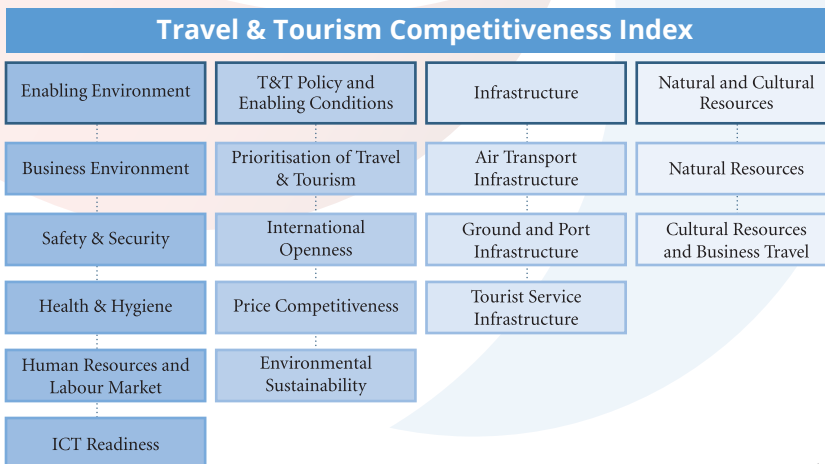 Travel & Tourism Competitiveness Index
Enabling Environment
T&T Policy and
Enabling Conditions
Infrastructure
Natural and Cultural
Resources
Business Environment
Prioritisation of Travel
& Tourism
Air Transport
Infrastructure
Natural Resources
Safety & Security
International
Openness
Ground and Port
Infrastructure
Cultural Resources
and Business Travel
Health & Hygiene
Price Competitiveness
Tourist Service
Infrastructure
Human Resources and
Labour Market
Environmental
Sustainability
ICT Readiness